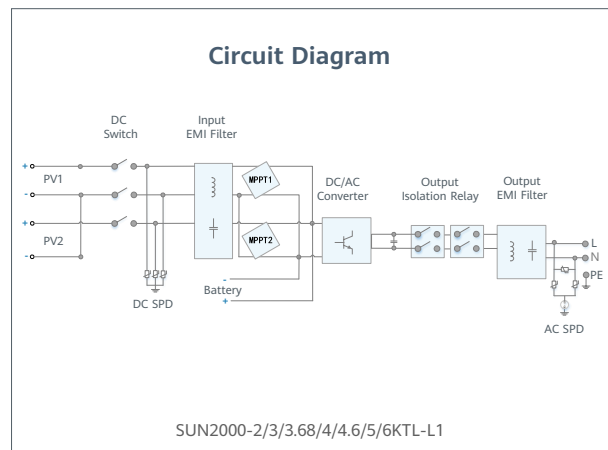 Circuit Diagram
DC
Switch
Input
EMI Filter
+
PV1
-
+
PV2
-
MPPT1
MPPT2
DC/AC
Converter
Output
Isolation Relay
Output
EMI Filter
L
N
PE
-
Battery
+
DC SPD
AC SPD
SUN2000-2/3/3.68/4/4.6/5/6KTL-L1